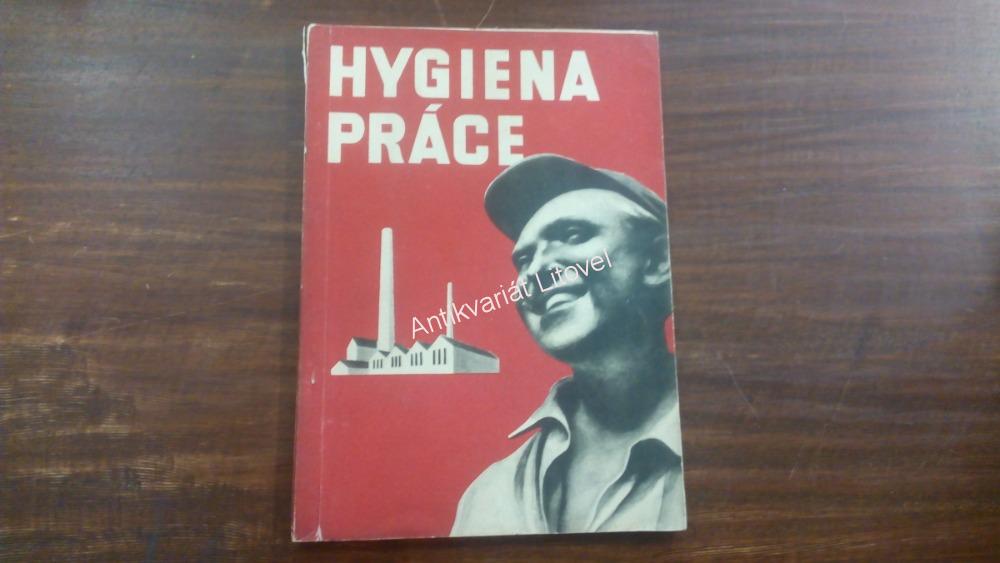 HYGIENA
PRÁCE
Antikvariát Litovel